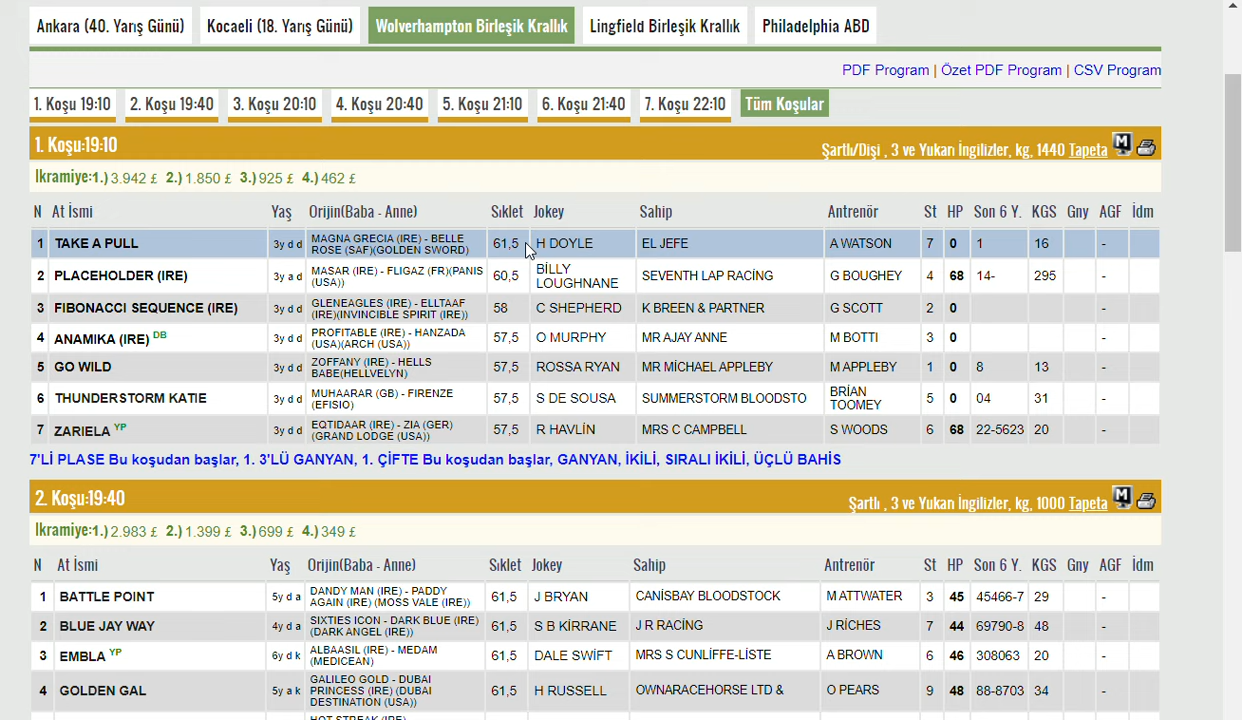 Ankara (40. Yarış Günü) Kocaeli (18. Yarış Günü) Wolverhampton Birleşik Krallık Lingfield Birleşik Krallık Philadelphia ABD
PDF Program | Özet PDF Program | CSV Program
1. Koşu 19:10 2. Koşu 19:40 3. Koşu 20:10 4. Koşu 20:40 5. Koşu 21:10 6. Koşu 21:40 7. Koşu 22:10 Tüm Koşular
1. Koşu:19:10 Şartlı/Dişi , 3 ve Yukarı İngilizler, kg, 1440 Tapeta M
Ikramiye:1.) 3.942 £ 2.) 1.850 £ 3.) 925 £ 4.) 462 £
N At İsmi Yaş Orijin(Baba - Anne) Sıklet Jokey Sahip Antrenör St HP Son 6 Y. KGS Gny AGF İdm
1 TAKE A PULL 3y d d MAGNA GRECIA (IRE) - BELLE ROSE (SAF)(GOLDEN SWORD) 61,5 H DOYLE EL JEFE A WATSON 7 0 1 16 -
2 PLACEHOLDER (IRE) 3y a d MASAR (IRE) - FLIGAZ (FR)(PANIS (USA)) 60,5 BİLLY LOUGHNANE SEVENTH LAP RACİNG G BOUGHEY 4 68 14- 295 -
3 FIBONACCI SEQUENCE (IRE) 3y d d GLENEAGLES (IRE) - ELLTAAF (IRE)(INVINCIBLE SPIRIT (IRE)) 58 C SHEPHERD K BREEN & PARTNER G SCOTT 2 0 -
4 ANAMIKA (IRE) DB 3y d d PROFITABLE (IRE) - HANZADA (USA)(ARCH (USA)) 57,5 O MURPHY MR AJAY ANNE M BOTTI 3 0 -
5 GO WILD 3y d d ZOFFANY (IRE) - HELLS BABE(HELLVELYN) 57,5 ROSSA RYAN MR MİCHAEL APPLEBY M APPLEBY 1 0 8 13 -
6 THUNDERSTORM KATIE 3y d d MUHAARAR (GB) - FIRENZE (EFISIO) 57,5 S DE SOUSA SUMMERSTORM BLOODSTO BRİAN TOOMEY 5 0 04 31 -
7 ZARIELA YP 3y d d EQTIDAAR (IRE) - ZIA (GER)(GRAND LODGE (USA)) 57,5 R HAVLİN MRS C CAMPBELL S WOODS 6 68 22-5623 20 -
7'Lİ PLASE Bu koşudan başlar, 1. 3'LÜ GANYAN, 1. ÇİFTE Bu koşudan başlar, GANYAN, İKİLİ, SIRALI İKİLİ, ÜÇLÜ BAHİS
2. Koşu:19:40 Şartlı , 3 ve Yukarı İngilizler, kg, 1000 Tapeta M
Ikramiye:1.) 2.983 £ 2.) 1.399 £ 3.) 699 £ 4.) 349 £
N At İsmi Yaş Orijin(Baba - Anne) Sıklet Jokey Sahip Antrenör St HP Son 6 Y. KGS Gny AGF İdm
1 BATTLE POINT 5y d a DANDY MAN (IRE) - PADDY AGAIN (IRE) (MOSS VALE (IRE)) 61,5 J BRYAN CANİSBAY BLOODSTOCK M ATTWATER 3 45 45466-7 29 -
2 BLUE JAY WAY 4y d a SIXTIES ICON - DARK BLUE (IRE)(DARK ANGEL (IRE)) 61,5 S B KİRRANE J R RACİNG J RİCHES 7 44 69790-8 48 -
3 EMBLA YP 6y d k ALBAASIL (IRE) - MEDAM (MEDICEAN) 61,5 DALE SWİFT MRS S CUNLİFFE-LİSTE A BROWN 6 46 308063 20 -
4 GOLDEN GAL 5y a k GALILEO GOLD - DUBAI PRINCESS (IRE) (DUBAI DESTINATION (USA)) 61,5 H RUSSELL OWNARACEHORSE LTD & O PEARS 9 48 88-8703 34 -
HOT STREAK (IRE)